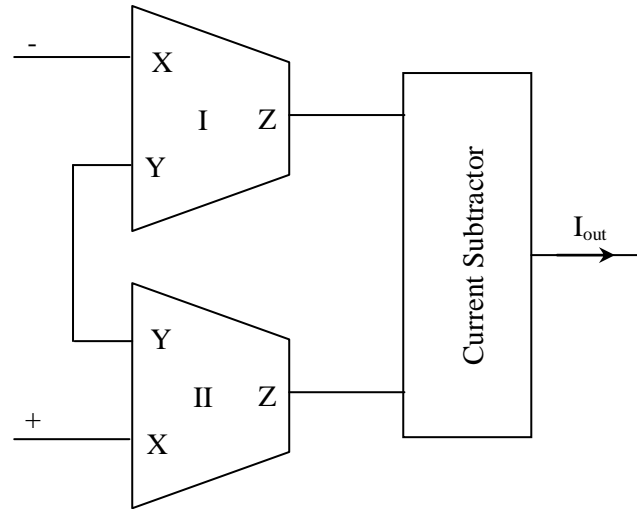 -
X
I
Z
Y
Current Subtractor
I_out
Y
II
Z
+
X